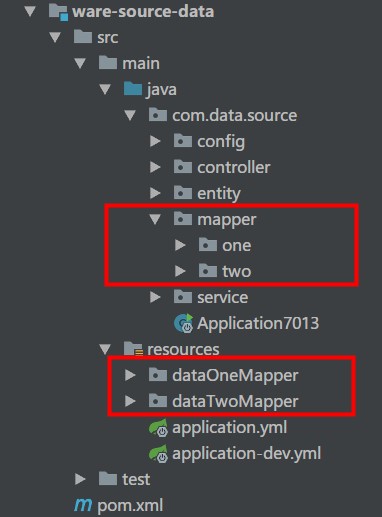 ware-source-data
src
main
java
com.data.source
config
controller
entity
mapper
one
two
service
Application7013
resources
dataOneMapper
dataTwoMapper
application.yml
application-dev.yml
test
pom.xml